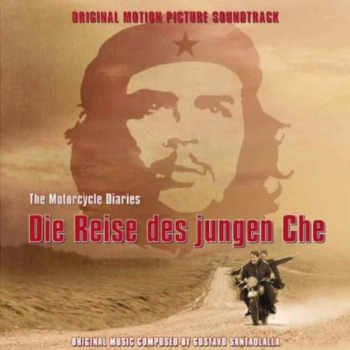 ORIGINAL MOTION PICTURE SOUNDTRACK
The Motorcycle Diaries
Die Reise des jungen Che
ORIGINAL MUSIC COMPOSED BY GUSTAVO SANTAOLALLA